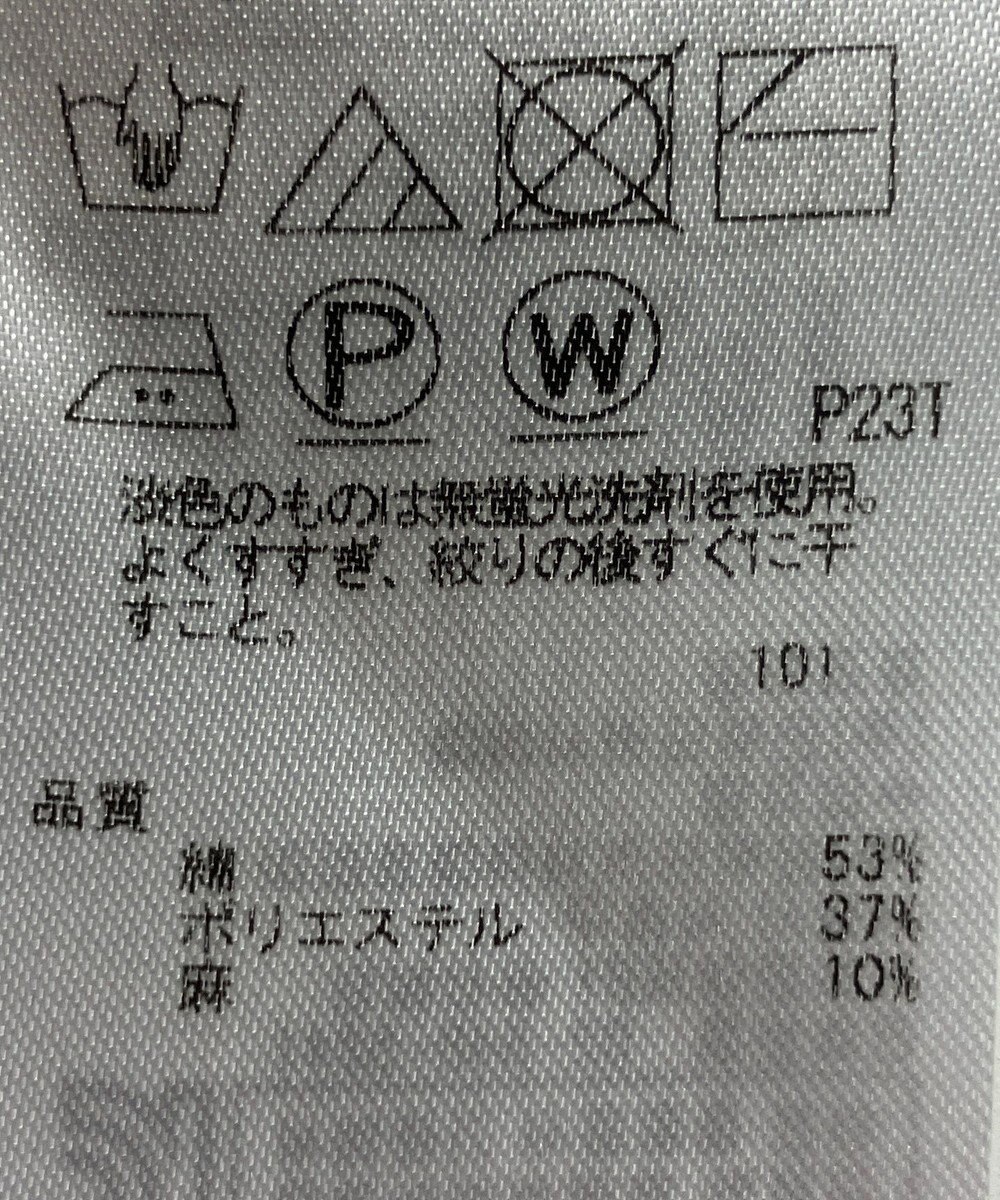 P W
P23T
淡色のものは無蛍光洗剤を使用。
よくすすぎ、絞りの後すぐに干
すこと。
101
品質
綿 53%
ポリエステル 37%
麻 10%